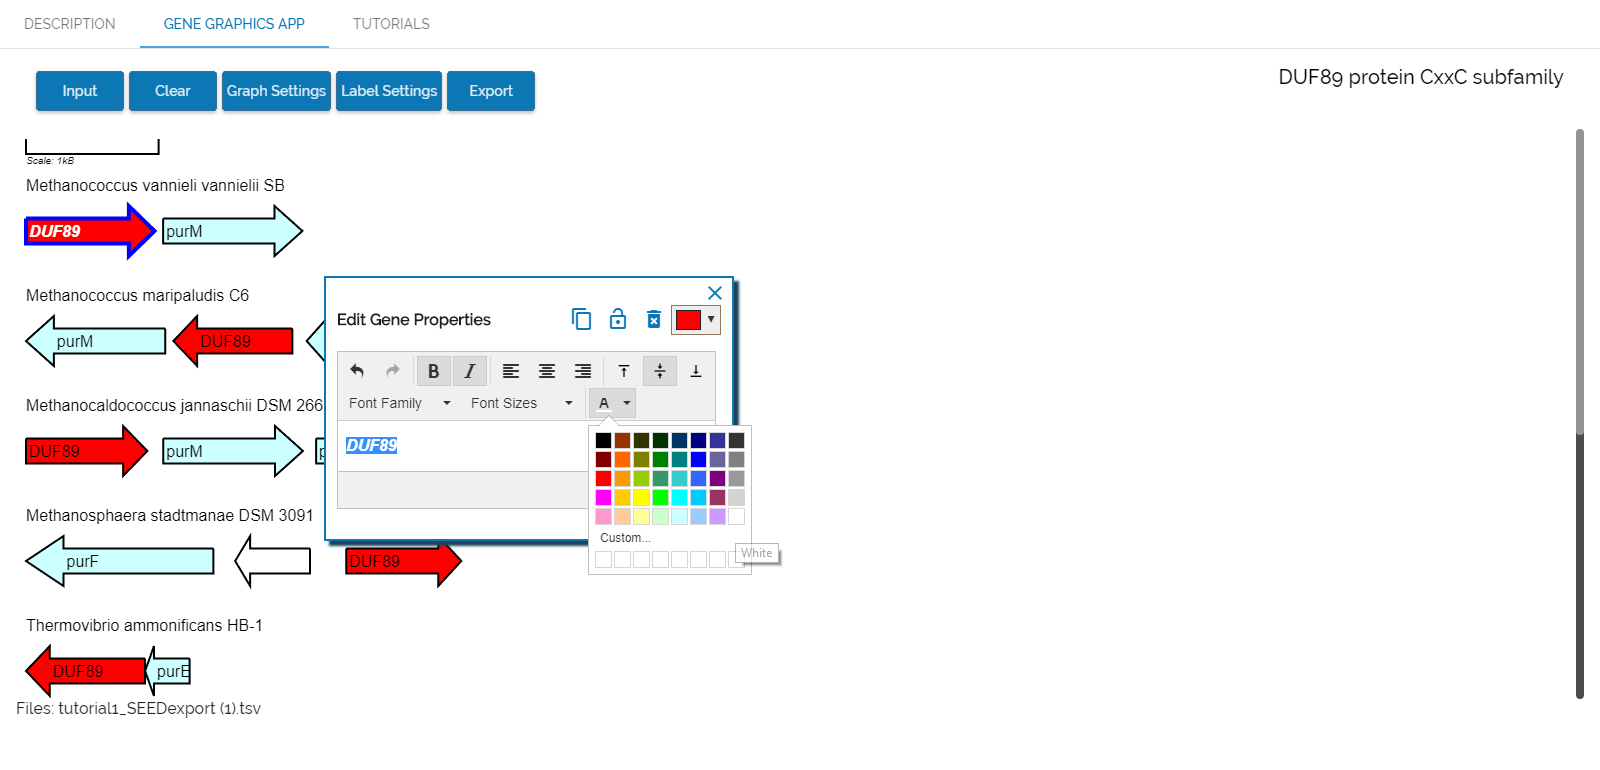 DESCRIPTION
GENE GRAPHICS APP
TUTORIALS
Input
Clear
Graph Settings
Label Settings
Export
DUF89 protein CxxC subfamily
Scale: 1kB
Methanococcus vannieli vannielii SB
DUF89
purM
Methanococcus maripaludis C6
purM
DUF89
Methanocaldococcus jannaschii DSM 266
DUF89
purM
p
Methanosphaera stadtmanae DSM 3091
purF
DUF89
Thermovibrio ammonificans HB-1
DUF89
purE
Files: tutorial1_SEEDexport (1).tsv
Edit Gene Properties
B
I
Font Family
Font Sizes
A
DUF89
Custom...
White